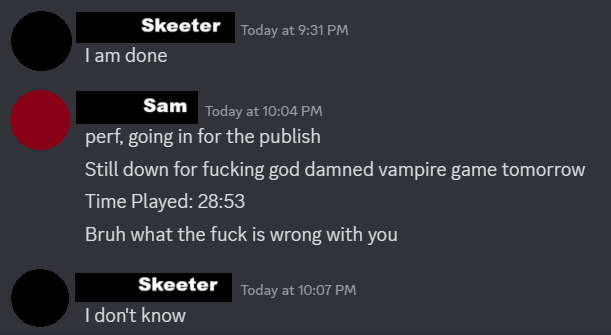 Skeeter Today at 9:31 PM
I am done
Sam Today at 10:04 PM
perf, going in for the publish
Still down for fucking god damned vampire game tomorrow
Time Played: 28:53
Bruh what the fuck is wrong with you
Skeeter Today at 10:07 PM
I don't know